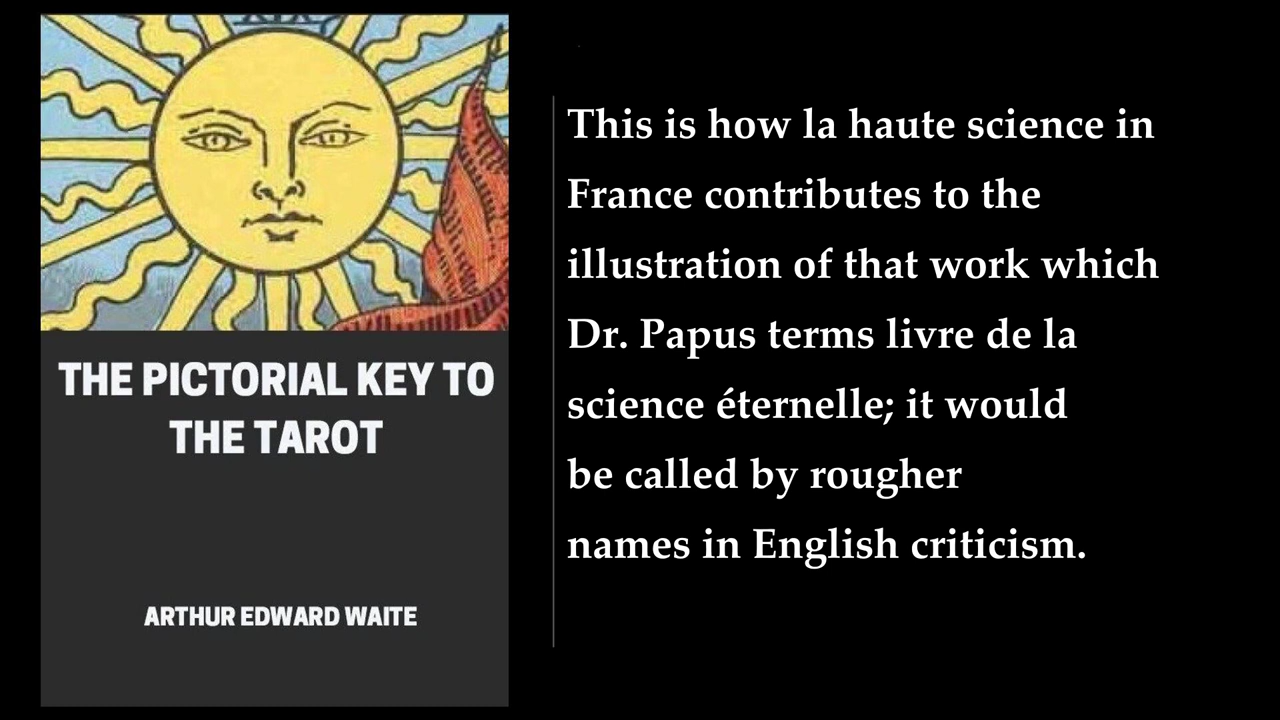 THE PICTORIAL KEY TO
THE TAROT
ARTHUR EDWARD WAITE
This is how la haute science in
France contributes to the
illustration of that work which
Dr. Papus terms livre de la
science éternelle; it would
be called by rougher
names in English criticism.